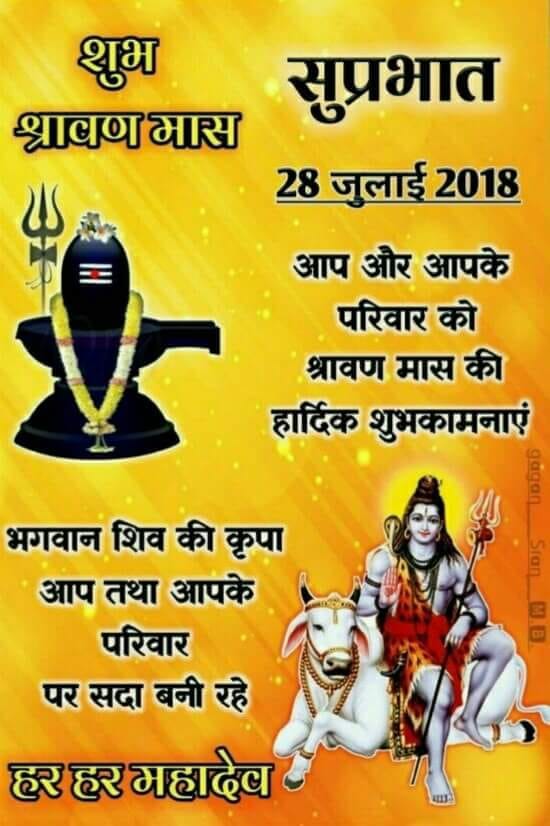 शुभ
श्रावण मास
सुप्रभात
28 जुलाई 2018
आप और आपके
परिवार को
श्रावण मास की
हार्दिक शुभकामनाएं
भगवान शिव की कृपा
आप तथा आपके
परिवार
पर सदा बनी रहे
हर हर महादेव
gagan__Sian__M.B